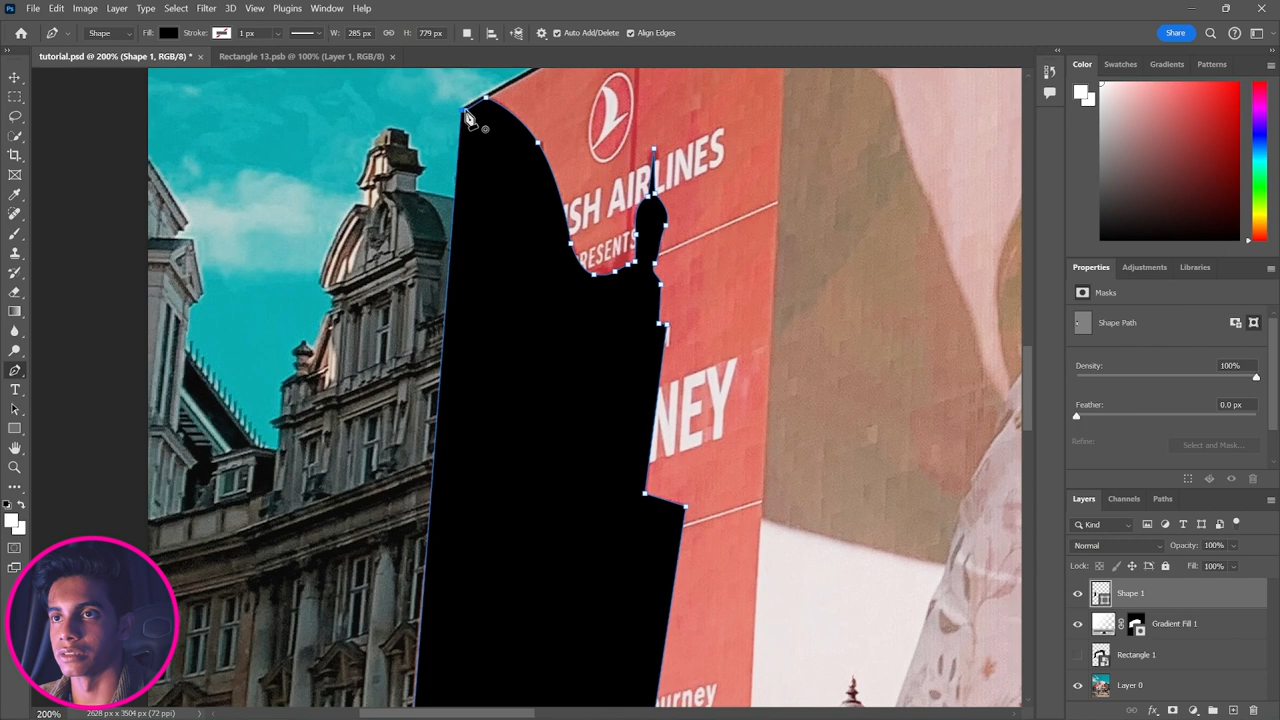 Ps File Edit Image Layer Type Select Filter 3D View Plugins Window Help
Shape Fill: Stroke: 1 px W: 285 px H: 779 px Auto Add/Delete Align Edges Share
tutorial.psd @ 200% (Shape 1, RGB/8) * × Rectangle 13.psb @ 100% (Layer 1, RGB/8) ×
Color Swatches Gradients Patterns
ISH AIRLINES
PRESENTS
NEY
urney
Properties Adjustments Libraries
Masks
Shape Path
Density: 100%
Feather: 0.0 px
Refine: Select and Mask...
Layers Channels Paths
Kind
Normal Opacity: 100%
Lock: Fill: 100%
Shape 1
Gradient Fill 1
Rectangle 1
Layer 0
fx
200% 2628 px x 3504 px (72 ppi)